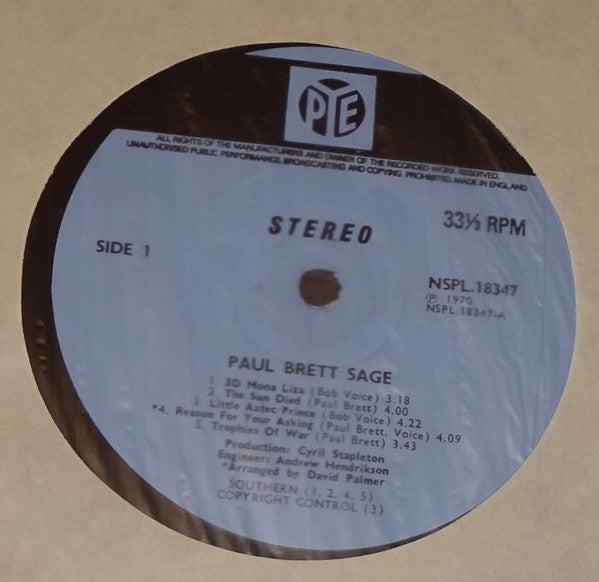 PYE
ALL RIGHTS OF THE MANUFACTURERS AND OWNER OF THE RECORDED WORK RESERVED.
UNAUTHORISED PUBLIC PERFORMANCE, BROADCASTING AND COPYING PROHIBITED. MADE IN ENGLAND
STEREO
33⅓ RPM
SIDE 1
NSPL.18347
Ⓟ 1970
NSPL.18347-A
PAUL BRETT SAGE
1. 3D Mona Liza (Bob Voice) 3.18
2. The Sun Died (Paul Brett) 4.00
3. Little Aztec Prince (Bob Voice) 4.22
*4. Reason For Your Asking (Paul Brett, Voice) 4.09
5. Trophies Of War (Paul Brett) 3.43
Production: Cyril Stapleton
Engineer: Andrew Hendrikson
*Arranged by David Palmer
SOUTHERN (1, 2, 4, 5)
COPYRIGHT CONTROL (3)